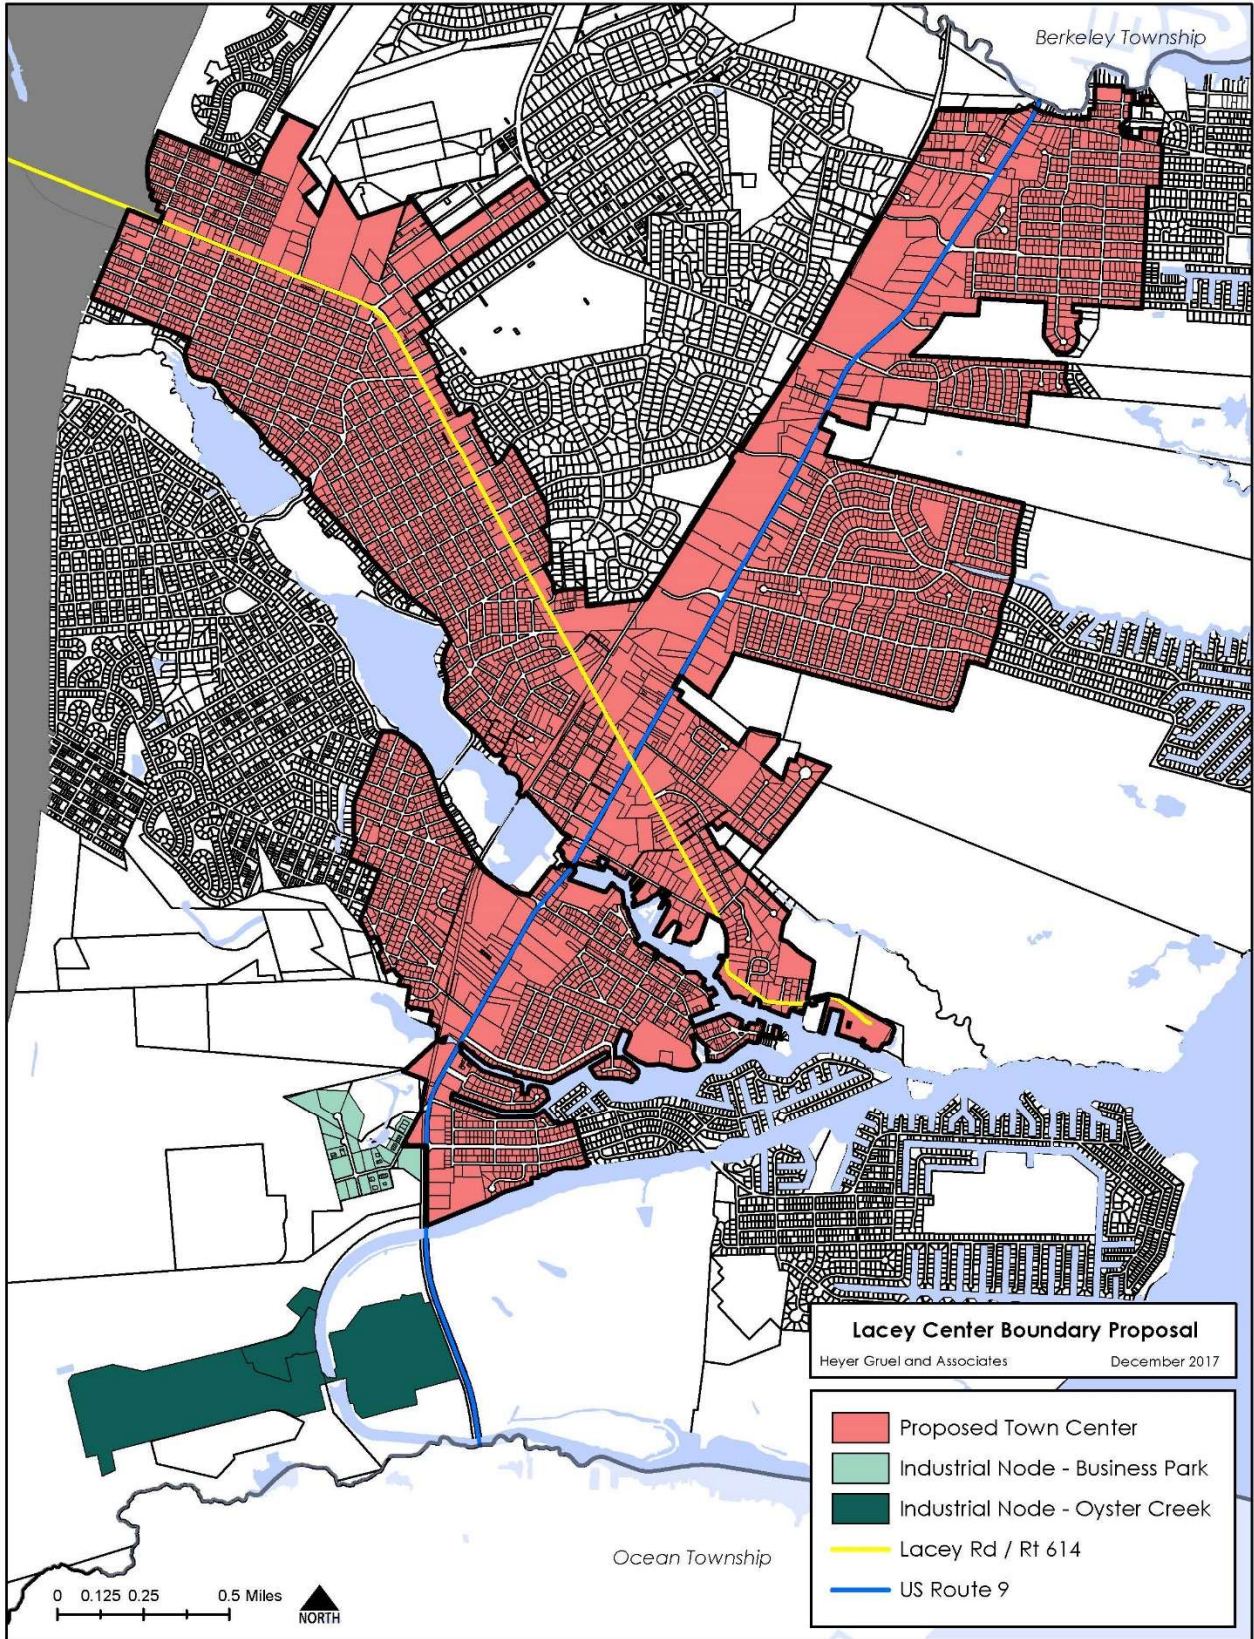 Berkeley Township
Lacey Center Boundary Proposal
Heyer Gruel and Associates December 2017
Proposed Town Center
Industrial Node - Business Park
Industrial Node - Oyster Creek
Lacey Rd / Rt 614
US Route 9
Ocean Township
0 0.125 0.25 0.5 Miles
NORTH